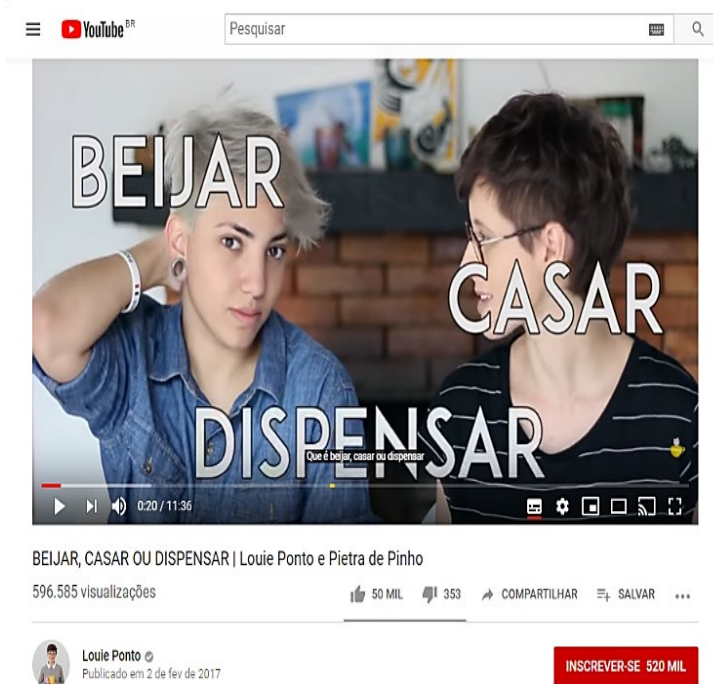 YouTube BR
Pesquisar
BEIJAR
CASAR
DISPENSAR
Que é beijar, casar ou dispensar
0:20 / 11:36
BEIJAR, CASAR OU DISPENSAR | Louie Ponto e Pietra de Pinho
596.585 visualizações
50 MIL 353 COMPARTILHAR SALVAR
Louie Ponto
Publicado em 2 de fev de 2017
INSCREVER-SE 520 MIL